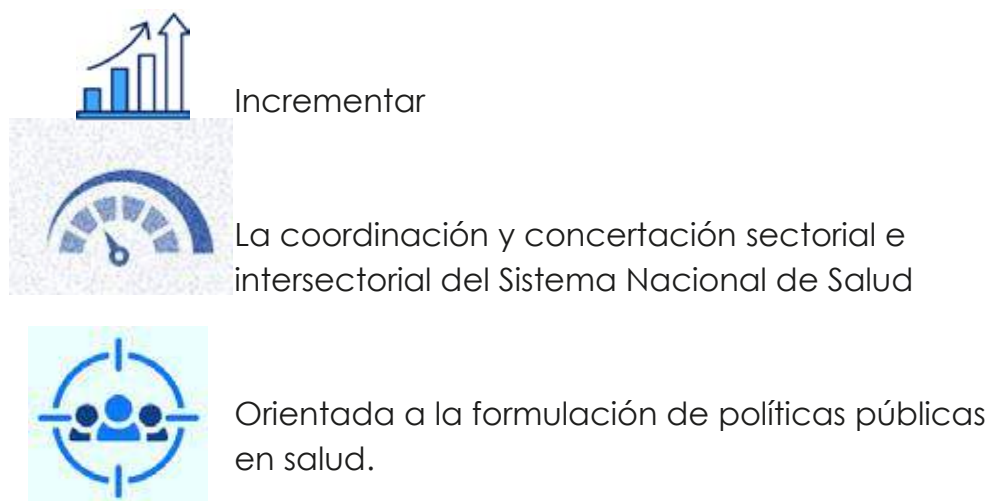 Incrementar
La coordinación y concertación sectorial e
intersectorial del Sistema Nacional de Salud
Orientada a la formulación de políticas públicas
en salud.